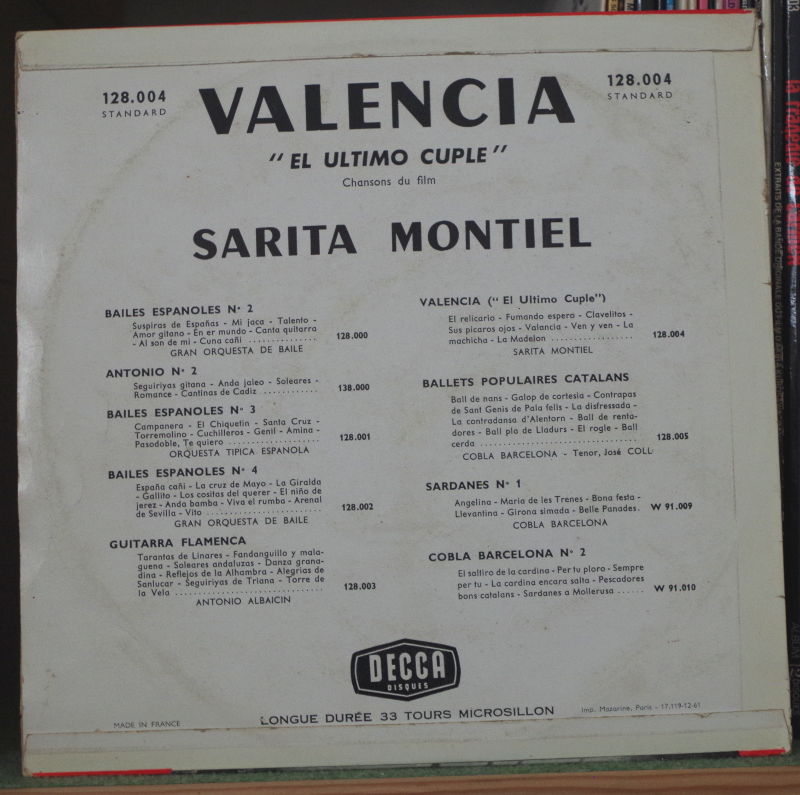 128.004
STANDARD
VALENCIA
128.004
STANDARD
"EL ULTIMO CUPLE"
Chansons du film
SARITA MONTIEL
BAILES ESPANOLES N° 2
Suspiras de Españas - Mi jaca - Talento -
Amor gitano - En er mundo - Canta guitarra
- Al son de mi - Cuna cañi ............... 128.000
GRAN ORQUESTA DE BAILE
ANTONIO N° 2
Seguiriyas gitana - Anda jaleo - Soleares -
Romance - Cantinas de Cadiz ............ 138.000
BAILES ESPANOLES N° 3
Campanera - El Chiquetin - Santa Cruz -
Torremolino - Cuchilleros - Genil - Amina -
Pasodoble, Te quiero .................... 128.001
ORQUESTA TIPICA ESPANOLA
BAILES ESPANOLES N° 4
España cañi - La cruz de Mayo - La Giralda
- Gallito - Los cositas del querer - El niño de
jerez - Anda bamba - Viva el rumba - Arenal
de Sevilla - Vito ......................... 128.002
GRAN ORQUESTA DE BAILE
GUITARRA FLAMENCA
Tarantas de Linares - Fandanguillo y mala-
guena - Soleares andaluzas - Danza grana-
dina - Reflejos de la Alhambra - Alegrias de
Sanlucar - Seguiriyas de Triana - Torre de
la Vela ................................ 128.003
ANTONIO ALBAICIN
VALENCIA ("El Ultimo Cuple")
El relicario - Fumando espero - Clavelitos -
Sus picaros ojos - Valencia - Ven y ven - La
machicha - La Madelon .................. 128.004
SARITA MONTIEL
BALLETS POPULAIRES CATALANS
Ball de nans - Galop de cortesia - Contrapas
de Sant Genis de Pala felis - La disfressada -
La contradansa d'Alentorn - Ball de renta-
dores - Ball pla de Lladurs - El rogle - Ball
cerda .................................. 128.005
COBLA BARCELONA - Tenor, José COLL
SARDANES N° 1
Angelina - Maria de les Trenes - Bona festa -
Llevantina - Girona simada - Belle Panades. W 91.009
COBLA BARCELONA
COBLA BARCELONA N° 2
El saltiro de la cardina - Per tu ploro - Sempre
per tu - La cardina encara salta - Pescadores
bons catalans - Sardanes a Mollerusa ...... W 91.010
DECCA
DISQUES
MADE IN FRANCE
LONGUE DURÉE 33 TOURS MICROSILLON
Imp. Mazarine, Paris - 17.119-12-61